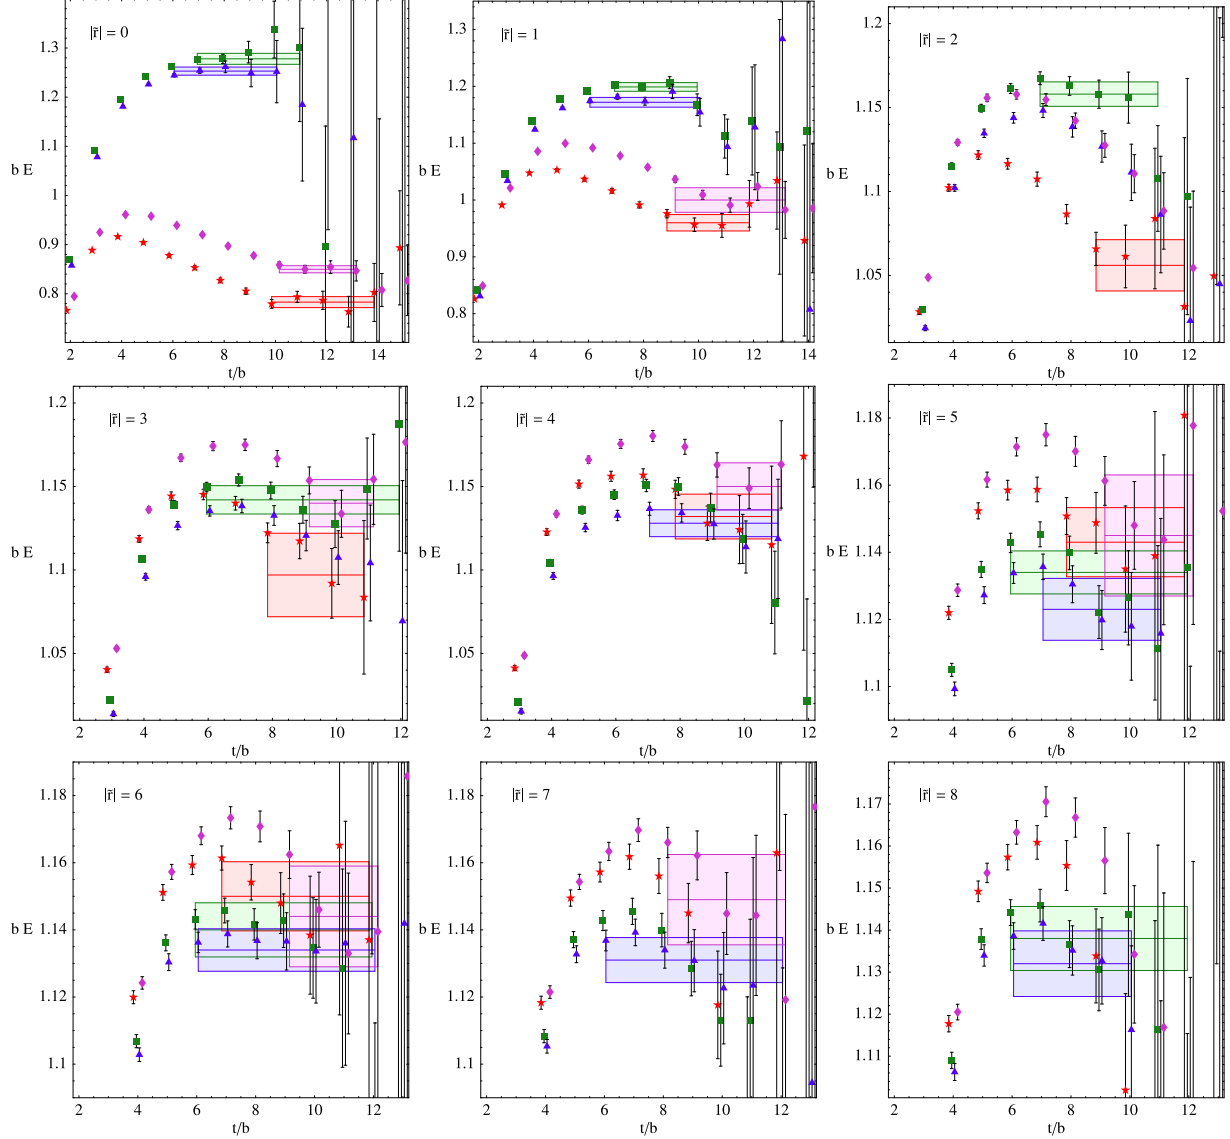 |r̃| = 0
b E
1.3
1.2
1.1
1
0.9
0.8
2 4 6 8 10 12 14
t/b
|r̃| = 1
b E
1.3
1.2
1.1
1
0.9
0.8
2 4 6 8 10 12 14
t/b
|r̃| = 2
b E
1.2
1.15
1.1
1.05
2 4 6 8 10 12
t/b
|r̃| = 3
b E
1.2
1.15
1.1
1.05
2 4 6 8 10 12
t/b
|r̃| = 4
b E
1.2
1.15
1.1
1.05
2 4 6 8 10 12
t/b
|r̃| = 5
b E
1.18
1.16
1.14
1.12
1.1
2 4 6 8 10 12
t/b
|r̃| = 6
b E
1.18
1.16
1.14
1.12
1.1
2 4 6 8 10 12
t/b
|r̃| = 7
b E
1.18
1.16
1.14
1.12
1.1
2 4 6 8 10 12
t/b
|r̃| = 8
b E
1.17
1.16
1.15
1.14
1.13
1.12
1.11
2 4 6 8 10 12
t/b